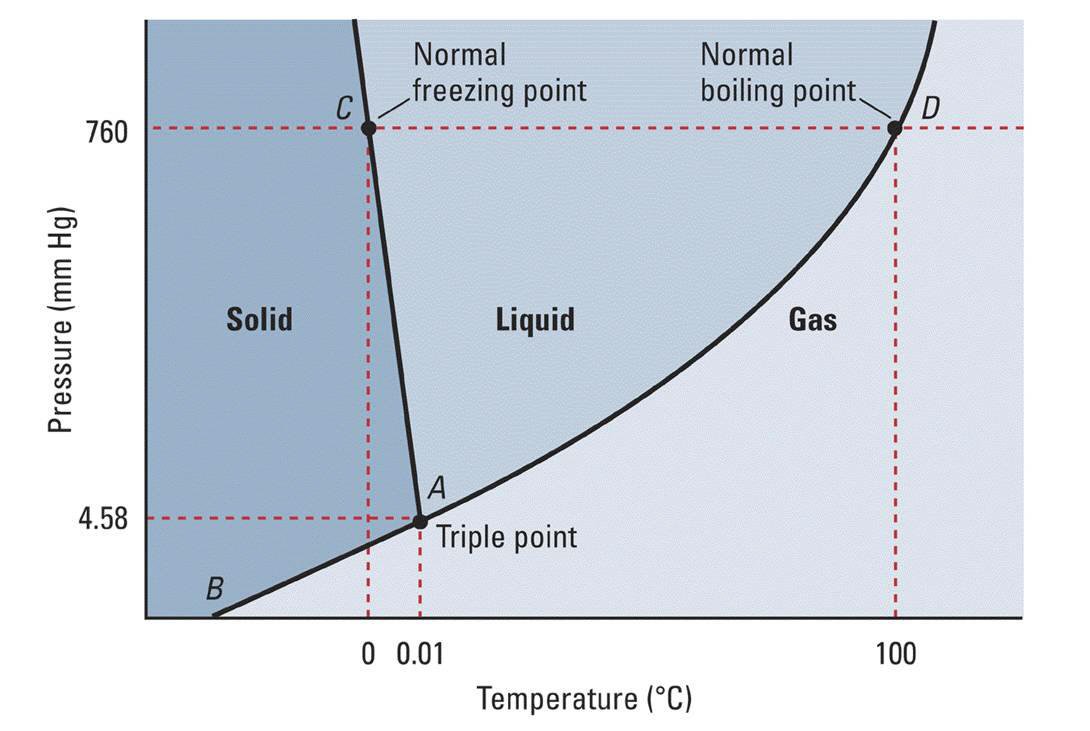 Normal
freezing point
Normal
boiling point
C
D
760
Pressure (mm Hg)
Solid
Liquid
Gas
A
4.58
Triple point
B
0
0.01
100
Temperature (°C)